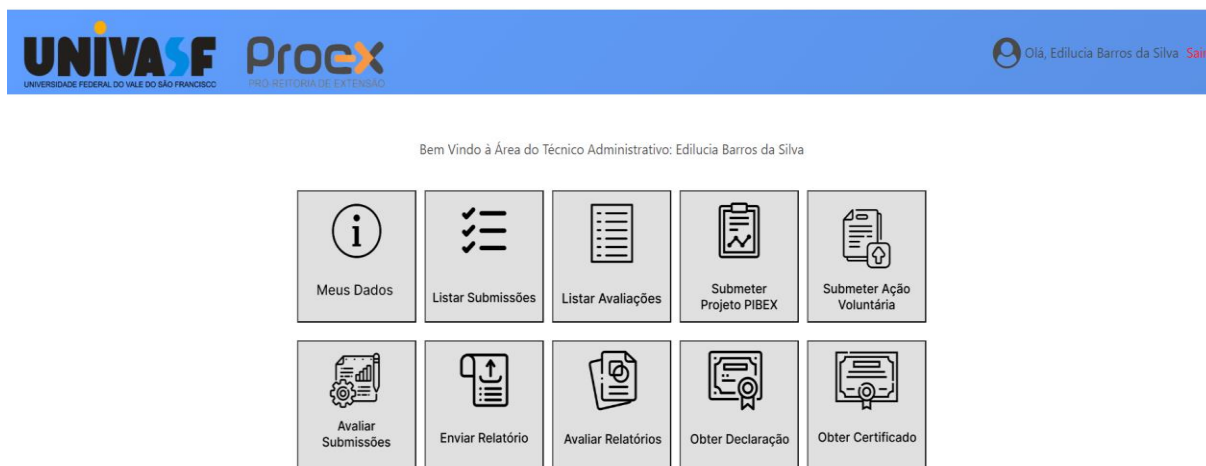 UNIVASF
UNIVERSIDADE FEDERAL DO VALE DO SÃO FRANCISCO
Proex
PRÓ-REITORIA DE EXTENSÃO
Olá, Edilucia Barros da Silva Sair
Bem Vindo à Área do Técnico Administrativo: Edilucia Barros da Silva
Meus Dados
Listar Submissões
Listar Avaliações
Submeter
Projeto PIBEX
Submeter Ação
Voluntária
Avaliar
Submissões
Enviar Relatório
Avaliar Relatórios
Obter Declaração
Obter Certificado